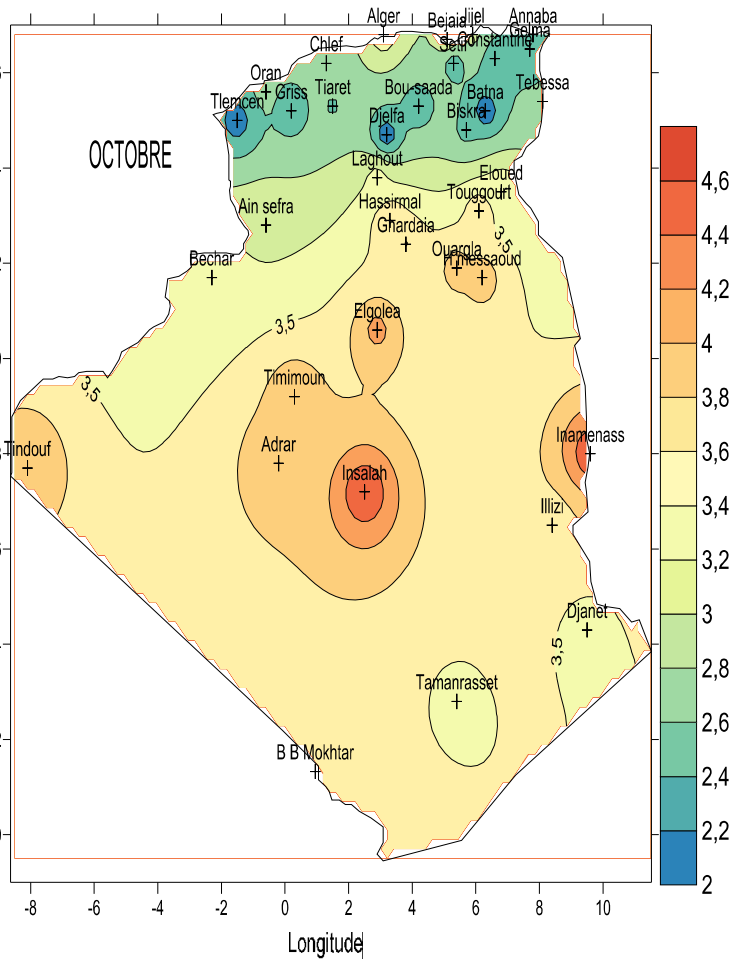 Alger
Bejaia
Jijel
Annaba
Gelma
Constantine
Setif
Chlef
Oran
Tlemcen
Griss
Tiaret
Bou-saada
Batna
Tebessa
Djelfa
Biskra
OCTOBRE
Laghout
Eloued
Touggourt
Ain sefra
Hassirmal
Ghardaia
3,5
Ouargla
H messaoud
Bechar
Elgolea
3,5
Timimoun
3,5
Adrar
Inamenass
Tindouf
Insalah
Illizi
Djanet
3,5
Tamanrasset
B B Mokhtar
4,6
4,4
4,2
4
3,8
3,6
3,4
3,2
3
2,8
2,6
2,4
2,2
2
-8 -6 -4 -2 0 2 4 6 8 10
Longitude